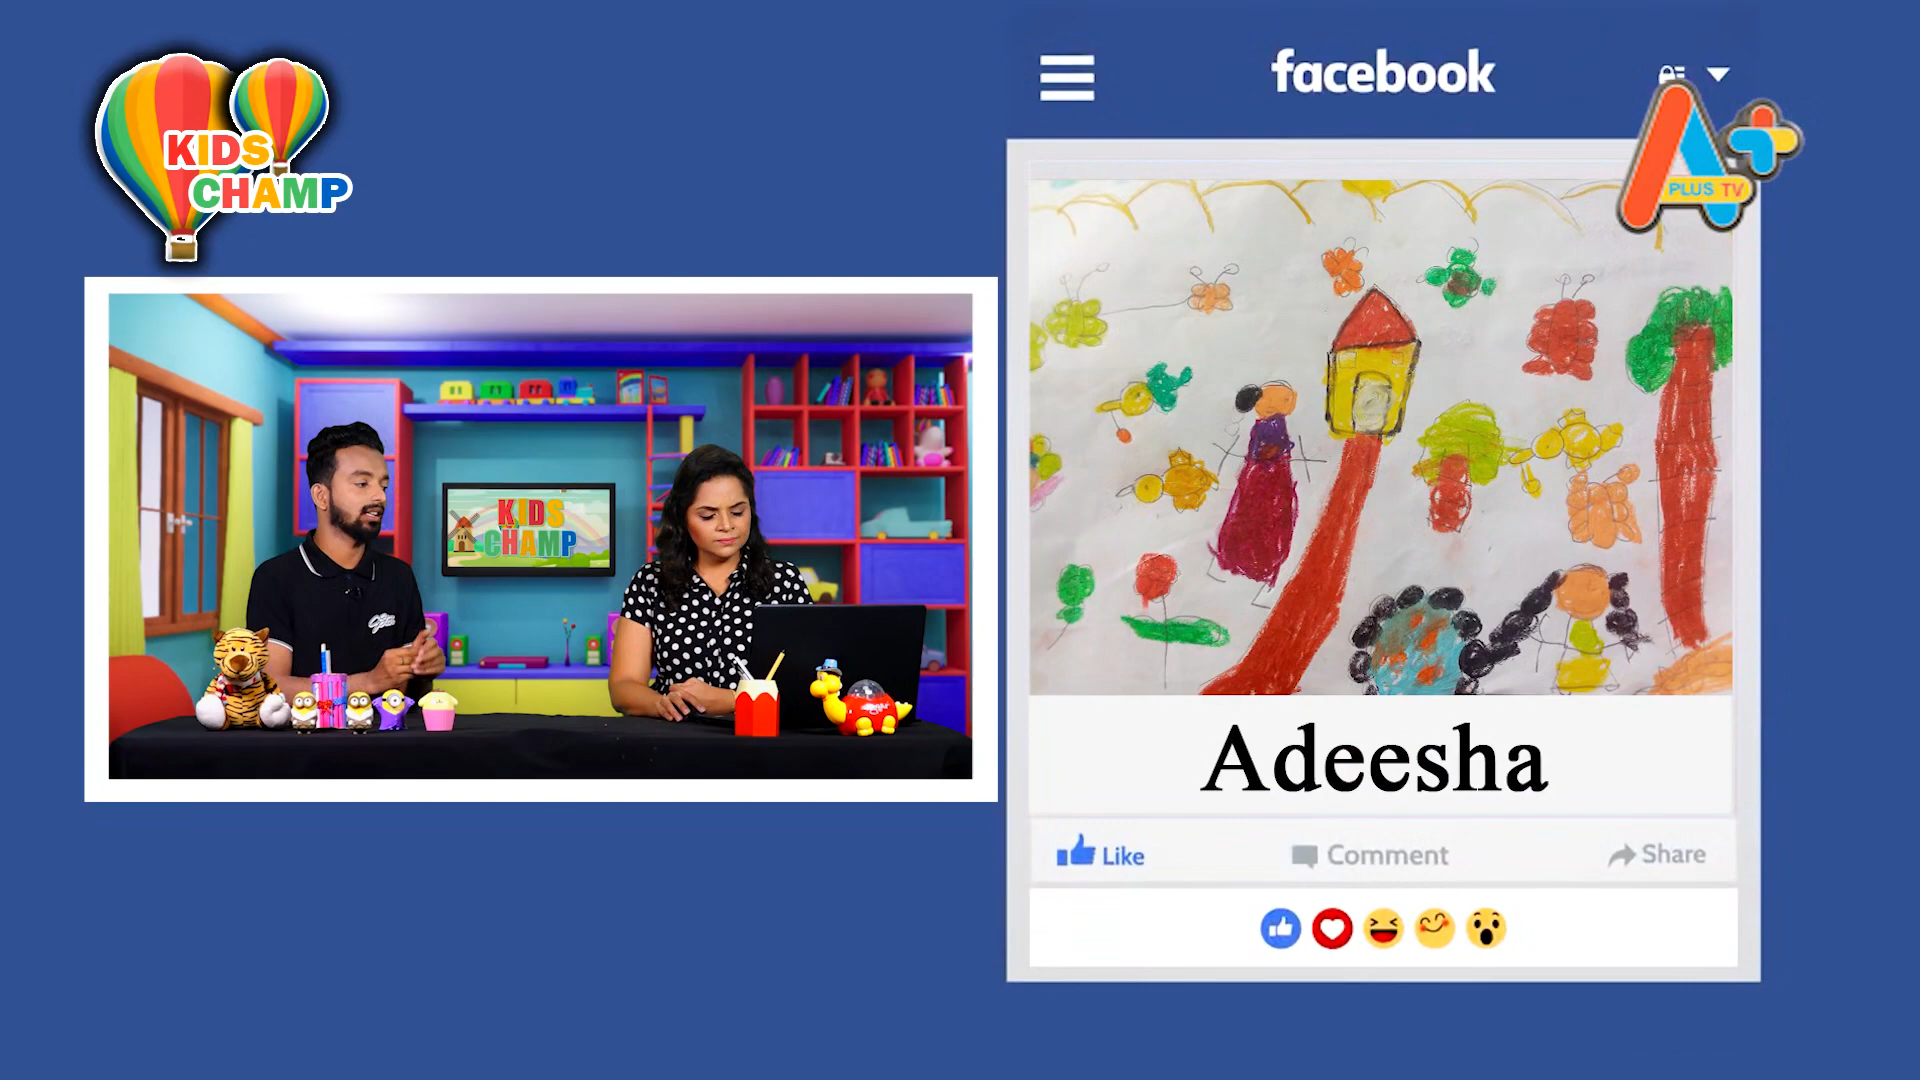 KIDS
CHAMP
KIDS
CHAMP
facebook
A+
PLUS TV
Adeesha
Like
Comment
Share